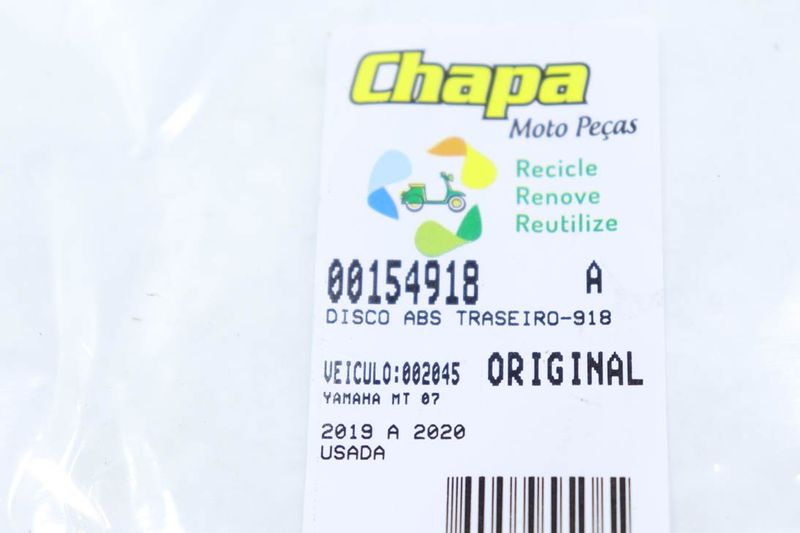 Chapa
Moto Peças
Recicle
Renove
Reutilize
00154918 A
DISCO ABS TRASEIRO-918
VEICULO:002045 ORIGINAL
YAMAHA MT 07
2019 A 2020
USADA